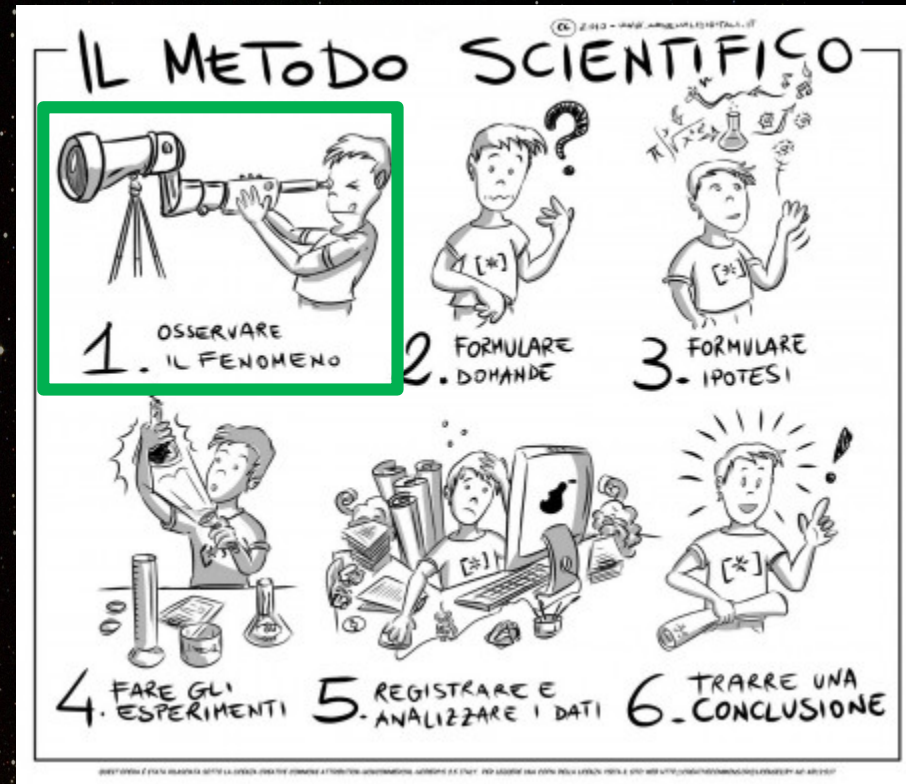 IL METODO SCIENTIFICO
1. OSSERVARE
IL FENOMENO
2. FORMULARE
DOMANDE
3. FORMULARE
IPOTESI
[*]
[*]
4. FARE GLI
ESPERIMENTI
5. REGISTRARE E
ANALIZZARE I DATI
[*]
6. TRARRE UNA
CONCLUSIONE
[*]